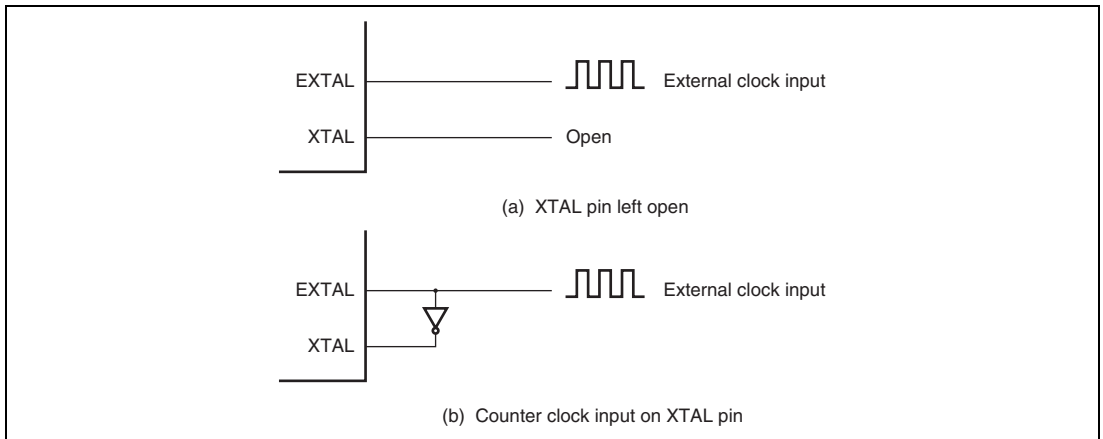 EXTAL External clock input
XTAL Open
(a) XTAL pin left open
EXTAL External clock input
XTAL
(b) Counter clock input on XTAL pin